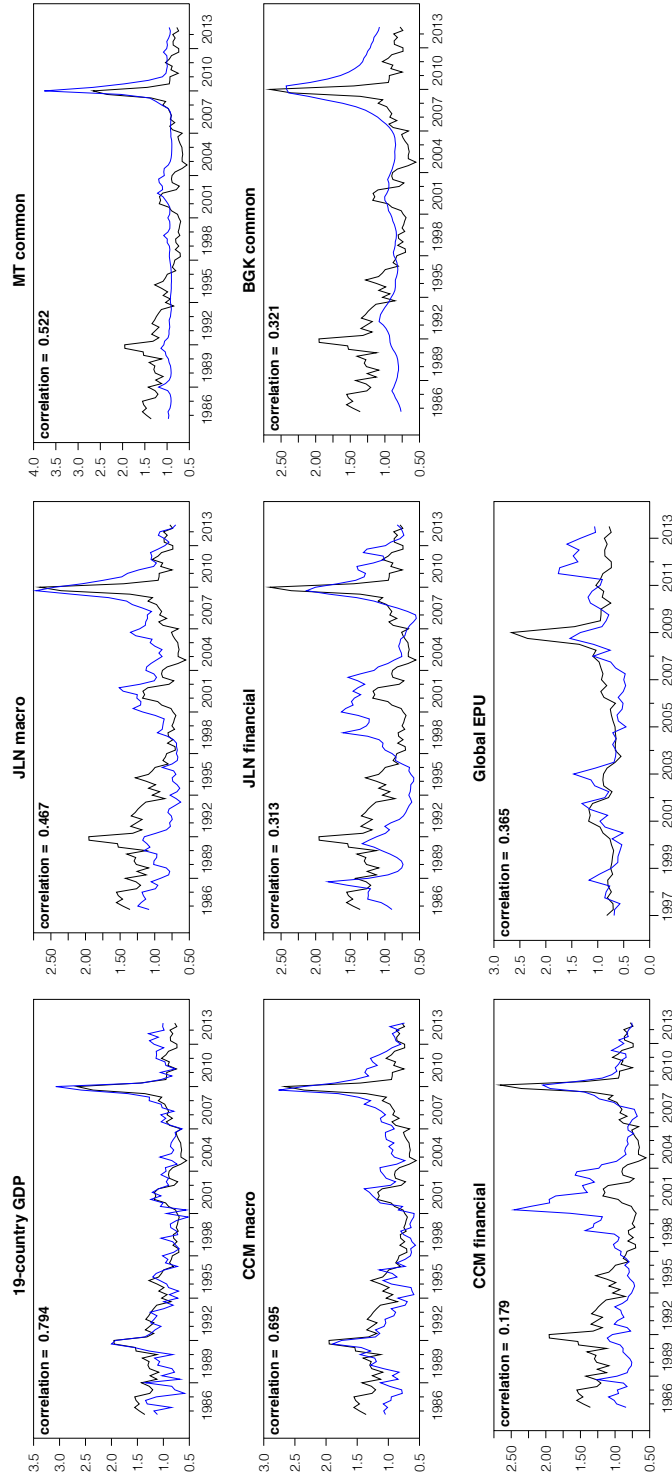 19-country GDP
correlation = 0.794
3.5
3.0
2.5
2.0
1.5
1.0
0.5
1986 1989 1992 1995 1998 2001 2004 2007 2010 2013
JLN macro
correlation = 0.467
2.50
2.00
1.50
1.00
0.50
1986 1989 1992 1995 1998 2001 2004 2007 2010 2013
MT common
correlation = 0.522
4.0
3.5
3.0
2.5
2.0
1.5
1.0
0.5
1986 1989 1992 1995 1998 2001 2004 2007 2010 2013
CCM macro
correlation = 0.695
3.0
2.5
2.0
1.5
1.0
0.5
1986 1989 1992 1995 1998 2001 2004 2007 2010 2013
JLN financial
correlation = 0.313
2.50
2.00
1.50
1.00
0.50
1986 1989 1992 1995 1998 2001 2004 2007 2010 2013
BGK common
correlation = 0.321
2.50
2.00
1.50
1.00
0.50
1986 1989 1992 1995 1998 2001 2004 2007 2010 2013
CCM financial
correlation = 0.179
2.50
2.00
1.50
1.00
0.50
1986 1989 1992 1995 1998 2001 2004 2007 2010 2013
Global EPU
correlation = 0.365
3.0
2.5
2.0
1.5
1.0
0.5
0.0
1997 1999 2001 2003 2005 2007 2009 2011 2013